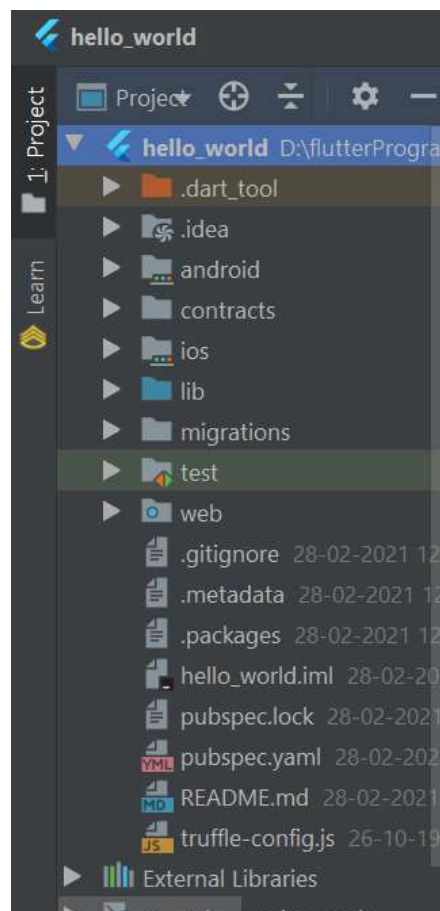 hello_world
1: Project
Learn
Project
hello_world D:\flutterProgra
.dart_tool
.idea
android
contracts
ios
lib
migrations
test
web
.gitignore 28-02-2021 12
.metadata 28-02-2021 12
.packages 28-02-2021 12
hello_world.iml 28-02-20
pubspec.lock 28-02-2021
YML pubspec.yaml 28-02-202
MD README.md 28-02-2021
JS truffle-config.js 26-10-19
External Libraries